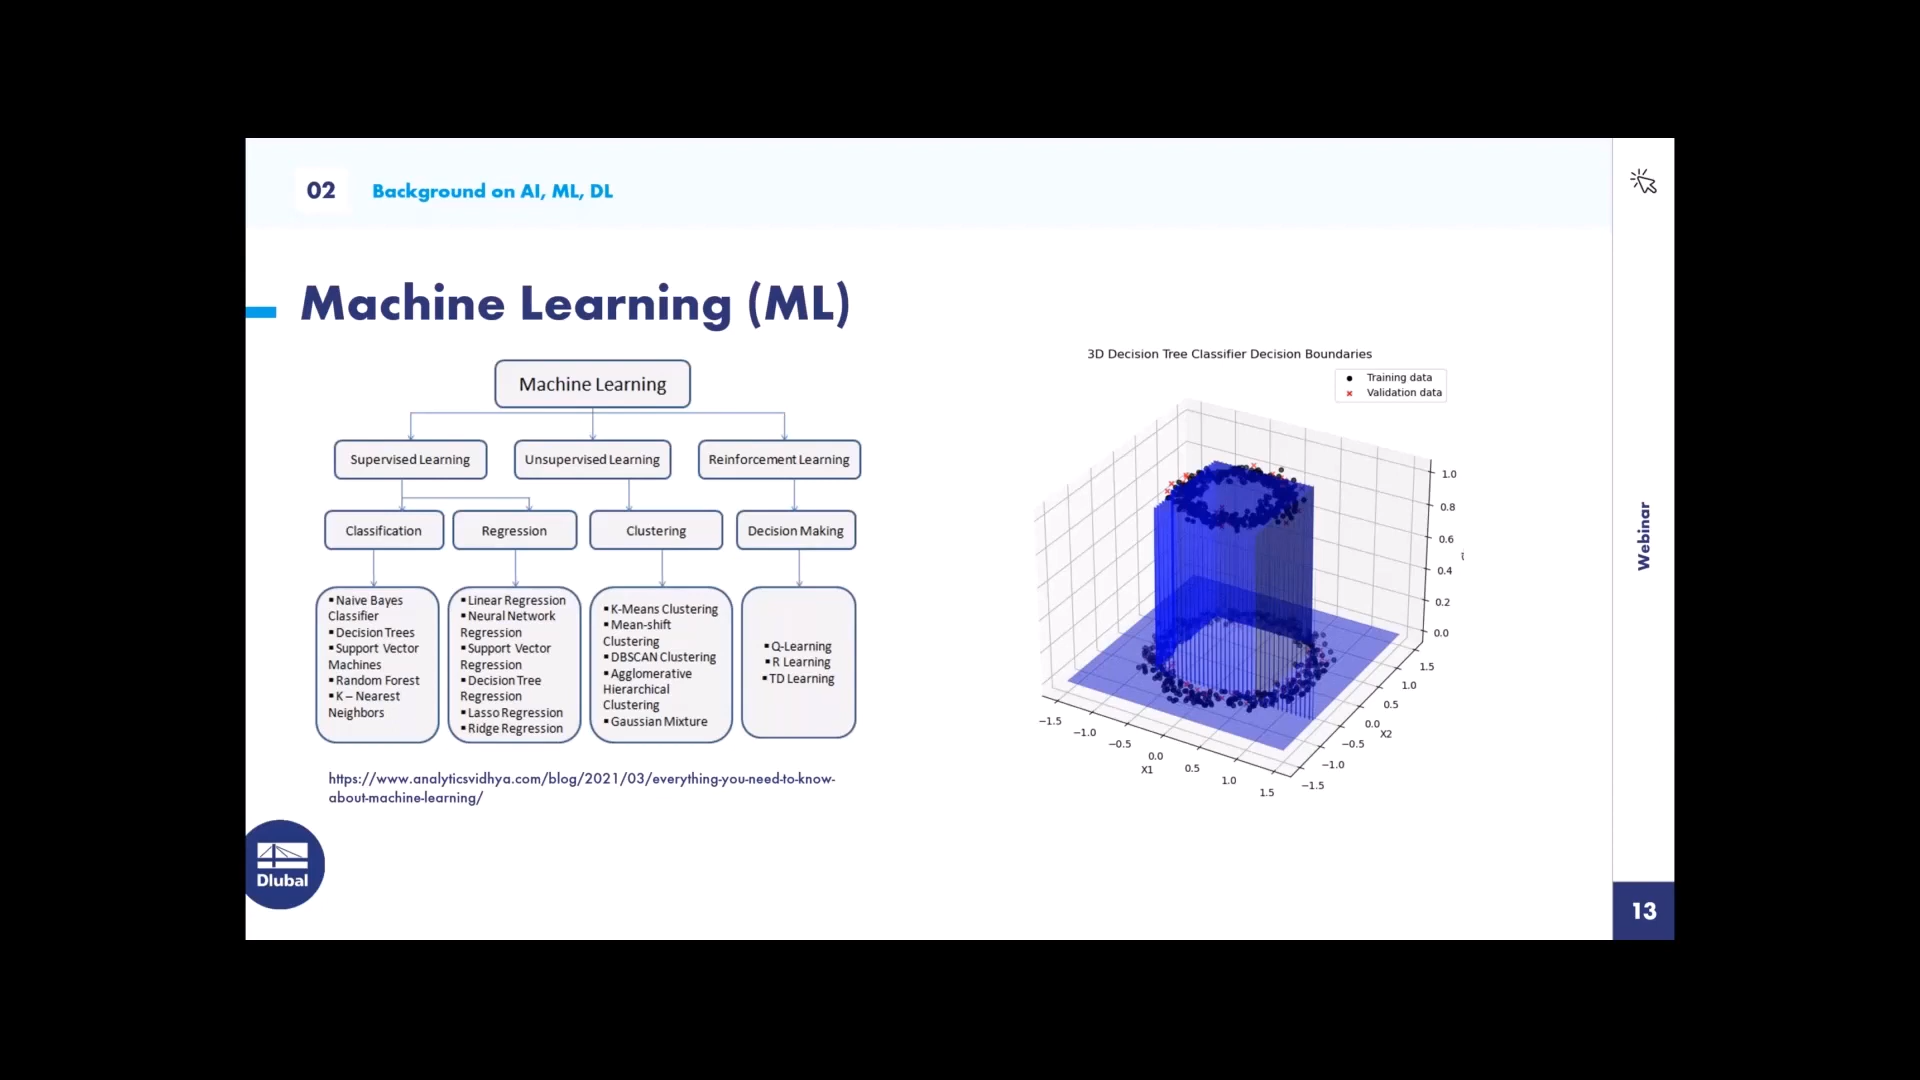 02
Background on AI, ML, DL
Machine Learning (ML)
Machine Learning
Supervised Learning
Unsupervised Learning
Reinforcement Learning
Classification
Regression
Clustering
Decision Making
▪ Naive Bayes
Classifier
▪ Decision Trees
▪ Support Vector
Machines
▪ Random Forest
▪ K – Nearest
Neighbors
▪ Linear Regression
▪ Neural Network
Regression
▪ Support Vector
Regression
▪ Decision Tree
Regression
▪ Lasso Regression
▪ Ridge Regression
▪ K-Means Clustering
▪ Mean-shift
Clustering
▪ DBSCAN Clustering
▪ Agglomerative
Hierarchical
Clustering
▪ Gaussian Mixture
▪ Q-Learning
▪ R Learning
▪ TD Learning
https://www.analyticsvidhya.com/blog/2021/03/everything-you-need-to-know-
about-machine-learning/
3D Decision Tree Classifier Decision Boundaries
Training data
Validation data
1.0
0.8
0.6
0.4
0.2
0.0
1.5
1.0
0.5
0.0
−0.5
−1.0
−1.5
X2
−1.5
−1.0
−0.5
0.0
0.5
1.0
1.5
X1
Webinar
Dlubal
13